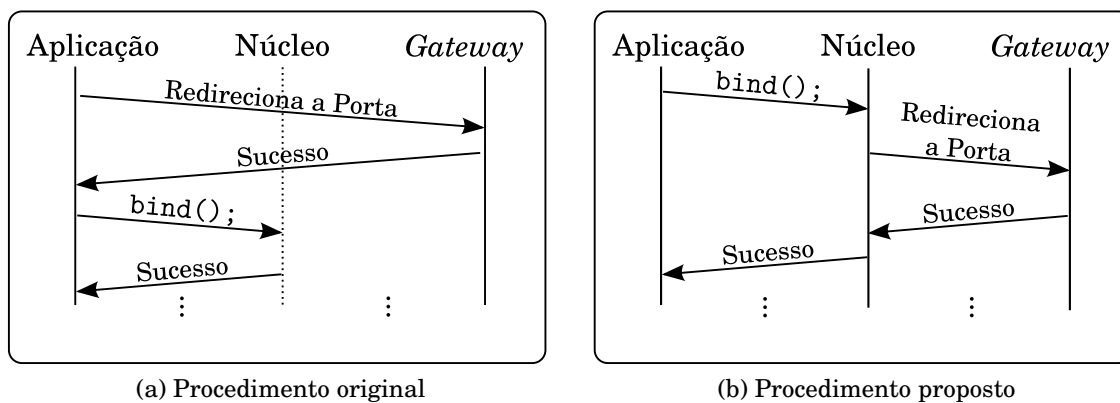 Aplicação Núcleo Gateway
Redireciona a Porta
Sucesso
bind();
Sucesso
⋮ ⋮
(a) Procedimento original
Aplicação Núcleo Gateway
bind();
Redireciona
a Porta
Sucesso
Sucesso
⋮ ⋮
(b) Procedimento proposto